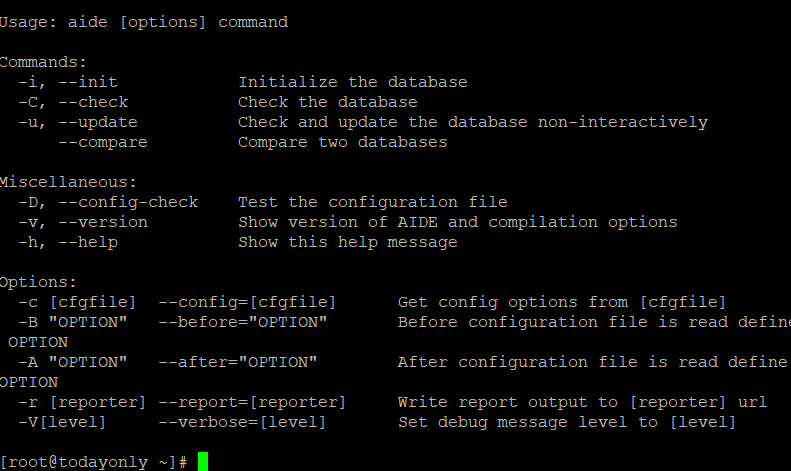 Usage: aide [options] command

Commands:
  -i, --init            Initialize the database
  -C, --check           Check the database
  -u, --update          Check and update the database non-interactively
      --compare         Compare two databases

Miscellaneous:
  -D, --config-check    Test the configuration file
  -v, --version         Show version of AIDE and compilation options
  -h, --help            Show this help message

Options:
  -c [cfgfile]  --config=[cfgfile]      Get config options from [cfgfile]
  -B "OPTION"   --before="OPTION"       Before configuration file is read define
 OPTION
  -A "OPTION"   --after="OPTION"        After configuration file is read define
OPTION
  -r [reporter] --report=[reporter]     Write report output to [reporter] url
  -V[level]     --verbose=[level]       Set debug message level to [level]

[root@todayonly ~]#